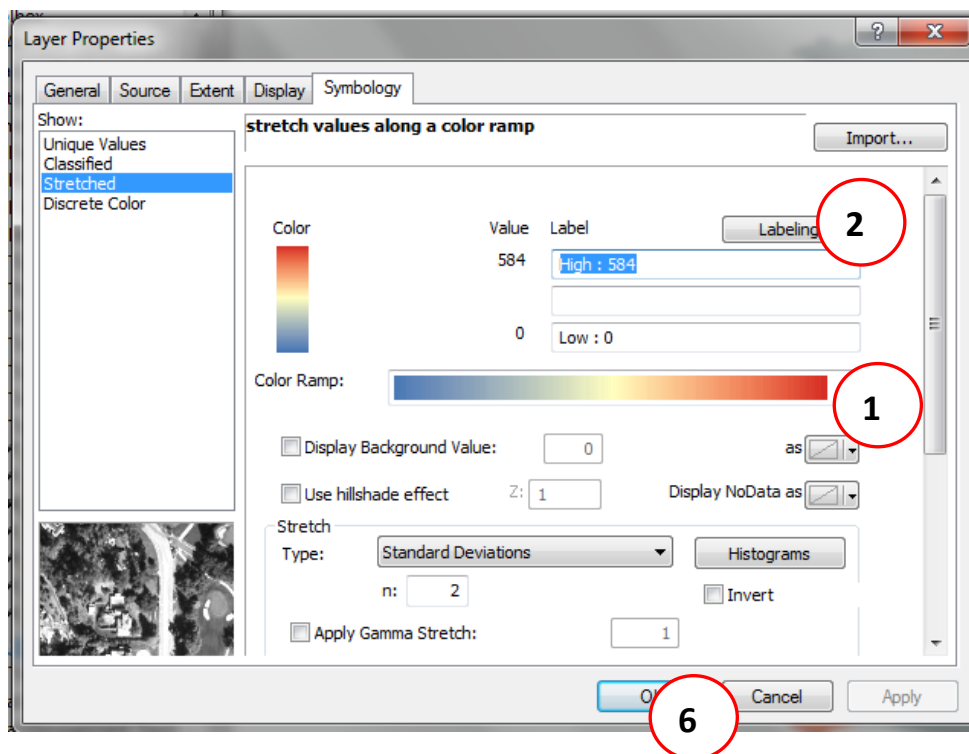 Layer Properties
?
X
General Source Extent Display Symbology
Show:
Unique Values
Classified
Stretched
Discrete Color
stretch values along a color ramp
Import...
Color Value Label Labeling
2
584 High : 584
0 Low : 0
Color Ramp:
1
Display Background Value: 0 as
Use hillshade effect Z: 1 Display NoData as
Stretch
Type: Standard Deviations Histograms
n: 2 Invert
Apply Gamma Stretch: 1
Cancel Apply
6